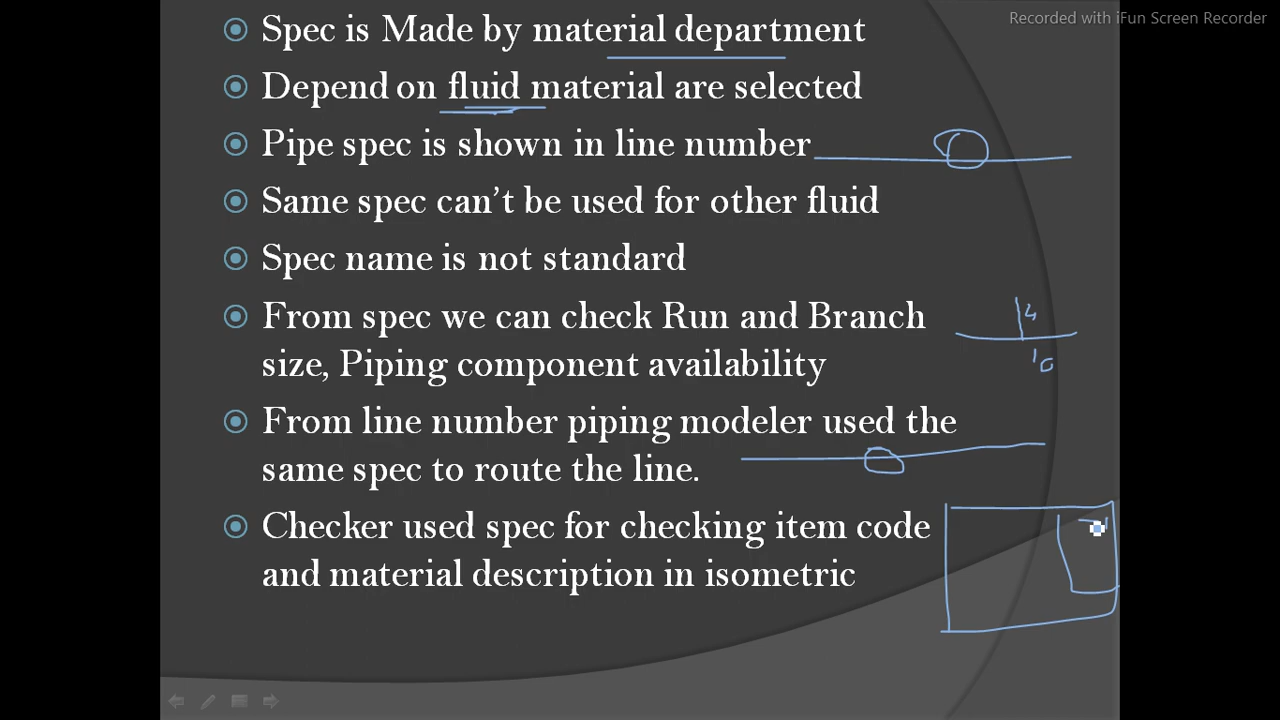 Recorded with iFun Screen Recorder
Spec is Made by material department
Depend on fluid material are selected
Pipe spec is shown in line number
Same spec can't be used for other fluid
Spec name is not standard
From spec we can check Run and Branch
4
size, Piping component availability
10
From line number piping modeler used the
same spec to route the line.
Checker used spec for checking item code
and material description in isometric